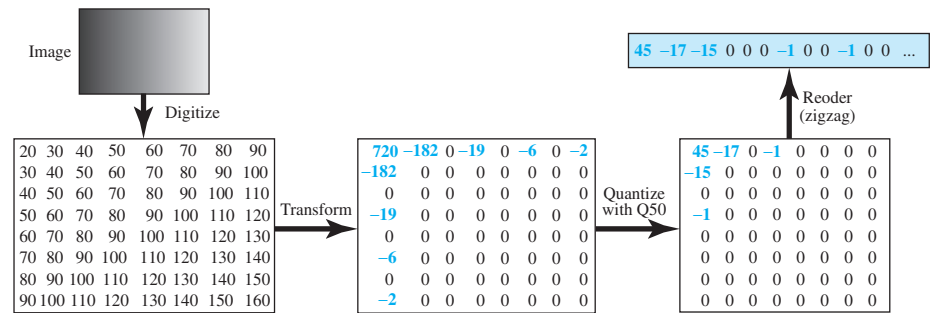 Image
Digitize
20 30 40 50 60 70 80 90
30 40 50 60 70 80 90 100
40 50 60 70 80 90 100 110
50 60 70 80 90 100 110 120
60 70 80 90 100 110 120 130
70 80 90 100 110 120 130 140
80 90 100 110 120 130 140 150
90 100 110 120 130 140 150 160
Transform
720 –182 0 –19 0 –6 0 –2
–182 0 0 0 0 0 0 0
0 0 0 0 0 0 0 0
–19 0 0 0 0 0 0 0
0 0 0 0 0 0 0 0
–6 0 0 0 0 0 0 0
0 0 0 0 0 0 0 0
–2 0 0 0 0 0 0 0
Quantize
with Q50
45 –17 0 –1 0 0 0 0
–15 0 0 0 0 0 0 0
0 0 0 0 0 0 0 0
–1 0 0 0 0 0 0 0
0 0 0 0 0 0 0 0
0 0 0 0 0 0 0 0
0 0 0 0 0 0 0 0
0 0 0 0 0 0 0 0
Reoder
(zigzag)
45 –17 –15 0 0 0 –1 0 0 –1 0 0 ...